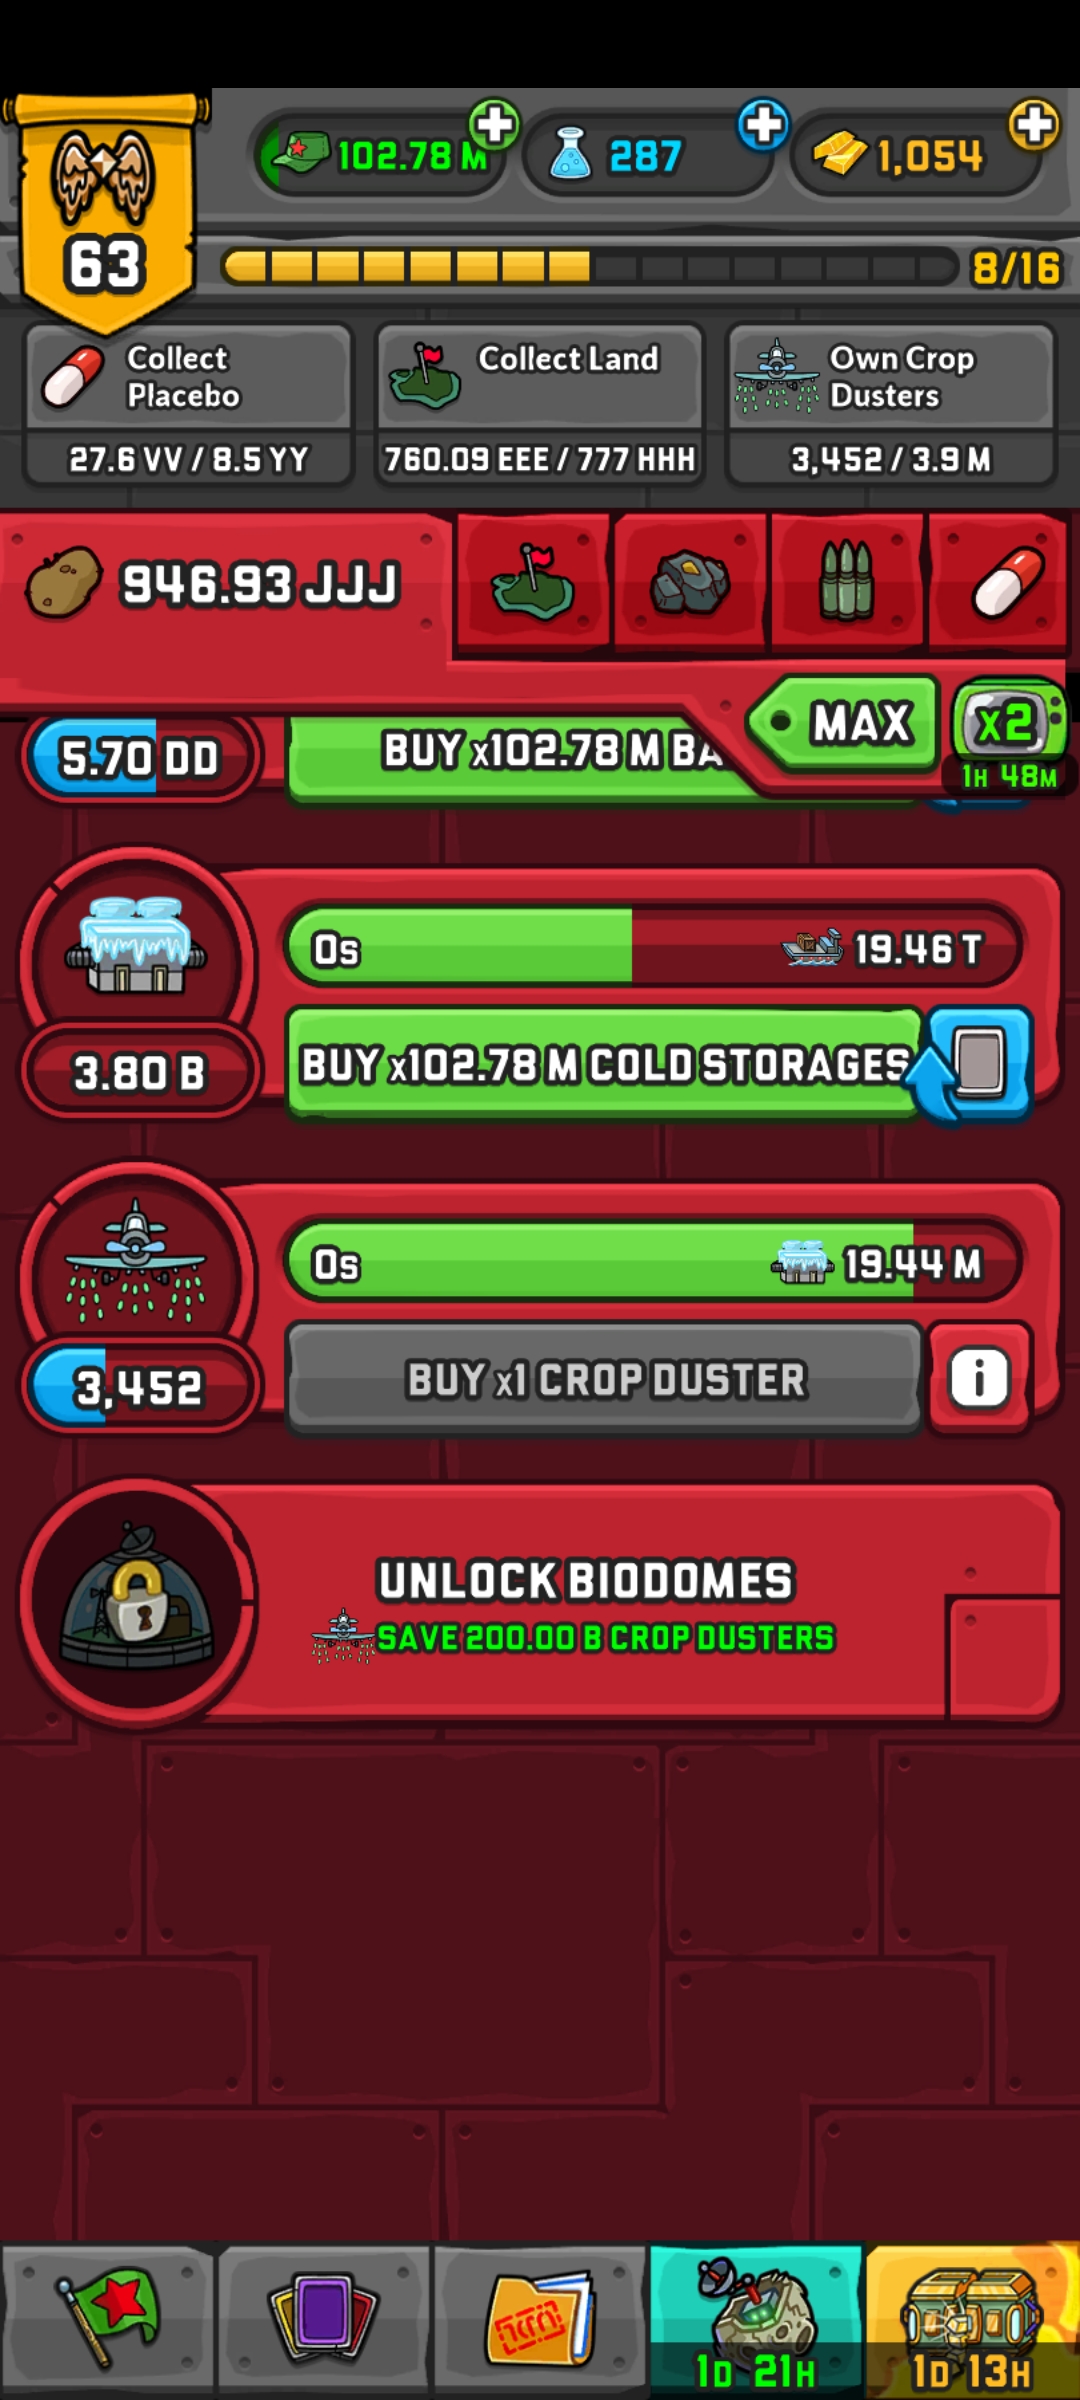 102.78 M
287
1,054
63
8/16
Collect
Placebo
Collect Land
Own Crop
Dusters
27.6 VV / 8.5 YY
760.09 EEE / 777 HHH
3,452 / 3.9 M
946.93 JJJ
MAX
x2
1H 48M
5.70 DD
BUY x102.78 M BA
0s
19.46 T
3.80 B
BUY x102.78 M COLD STORAGES
0s
19.44 M
3,452
BUY x1 CROP DUSTER
i
UNLOCK BIODOMES
SAVE 200.00 B CROP DUSTERS
1D 21H
1D 13H